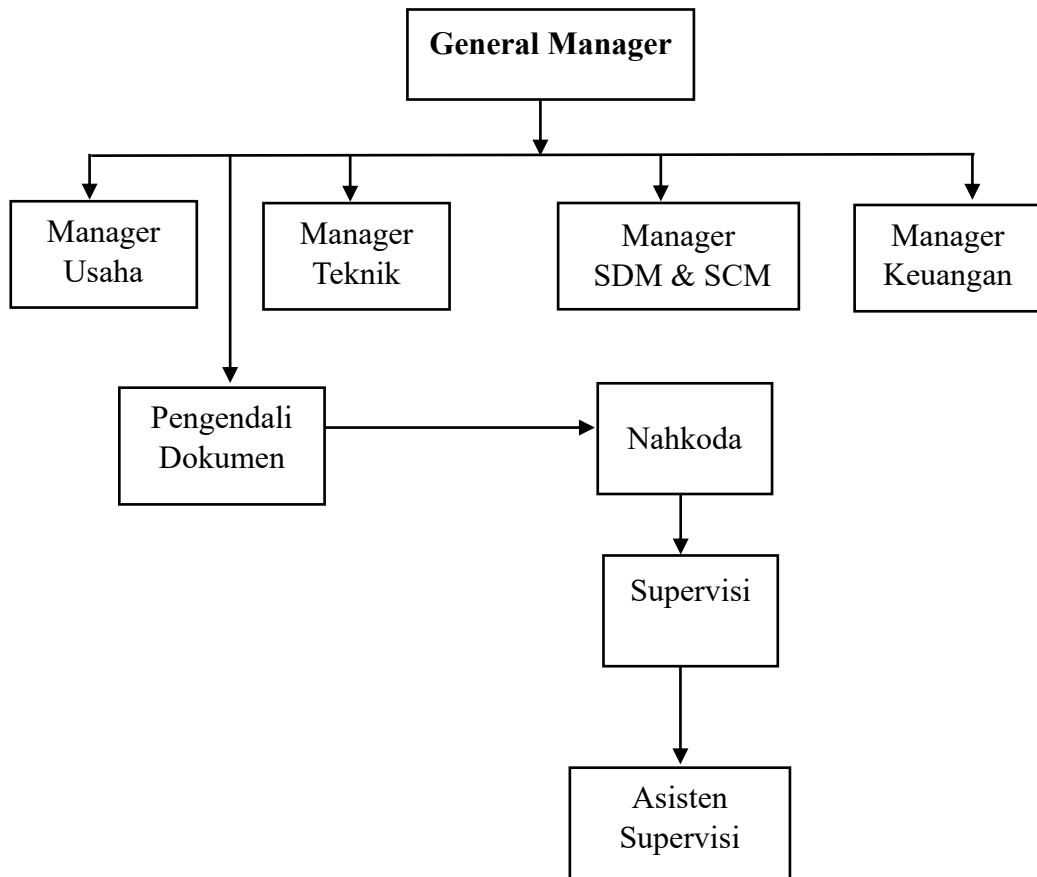 General Manager
Manager
Usaha
Manager
Teknik
Manager
SDM & SCM
Manager
Keuangan
Pengendali
Dokumen
Nahkoda
Supervisi
Asisten
Supervisi